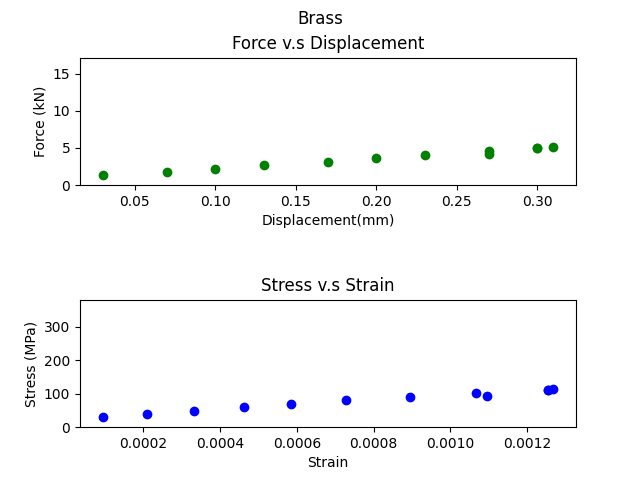 Brass
Force v.s Displacement
15
10
5
0
Force (kN)
0.05 0.10 0.15 0.20 0.25 0.30
Displacement(mm)
Stress v.s Strain
300
200
100
0
Stress (MPa)
0.0002 0.0004 0.0006 0.0008 0.0010 0.0012
Strain